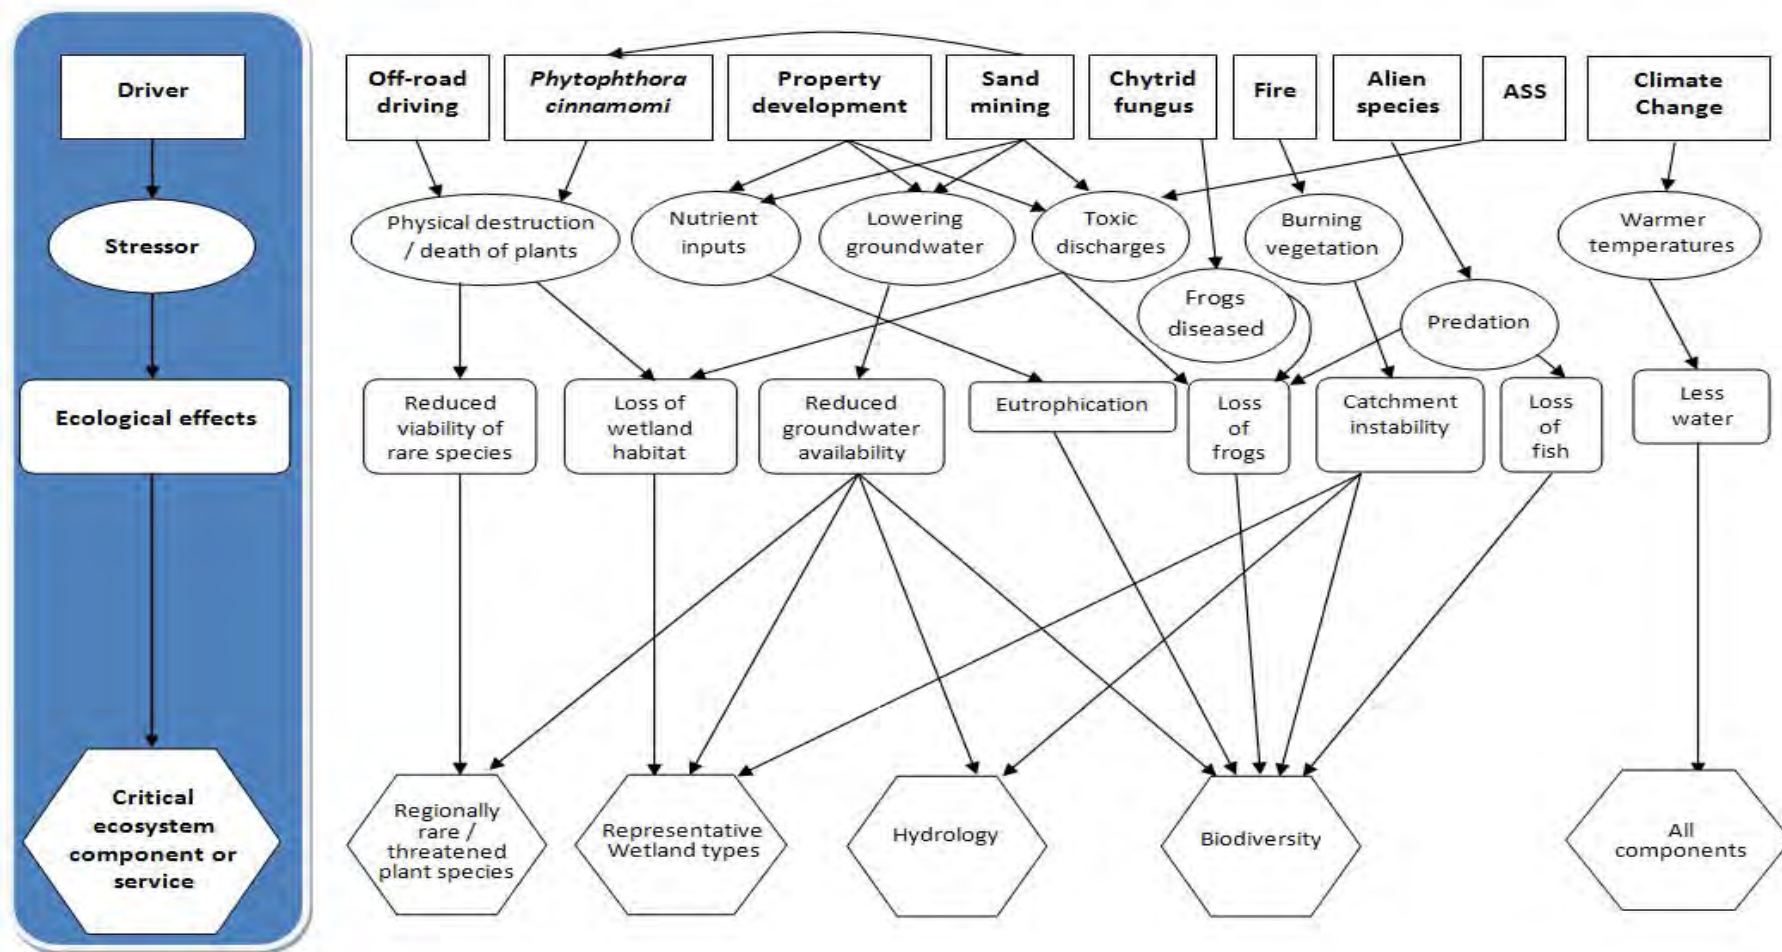 Driver
Stressor
Ecological effects
Critical
ecosystem
component or
service
Off-road
driving
Phytophthora
cinnamomi
Property
development
Sand
mining
Chytrid
fungus
Fire
Alien
species
ASS
Climate
Change
Physical destruction
/ death of plants
Nutrient
inputs
Lowering
groundwater
Toxic
discharges
Frogs
diseased
Burning
vegetation
Predation
Warmer
temperatures
Reduced
viability of
rare species
Loss of
wetland
habitat
Reduced
groundwater
availability
Eutrophication
Loss
of
frogs
Catchment
instability
Loss
of
fish
Less
water
Regionally
rare /
threatened
plant species
Representative
Wetland types
Hydrology
Biodiversity
All
components